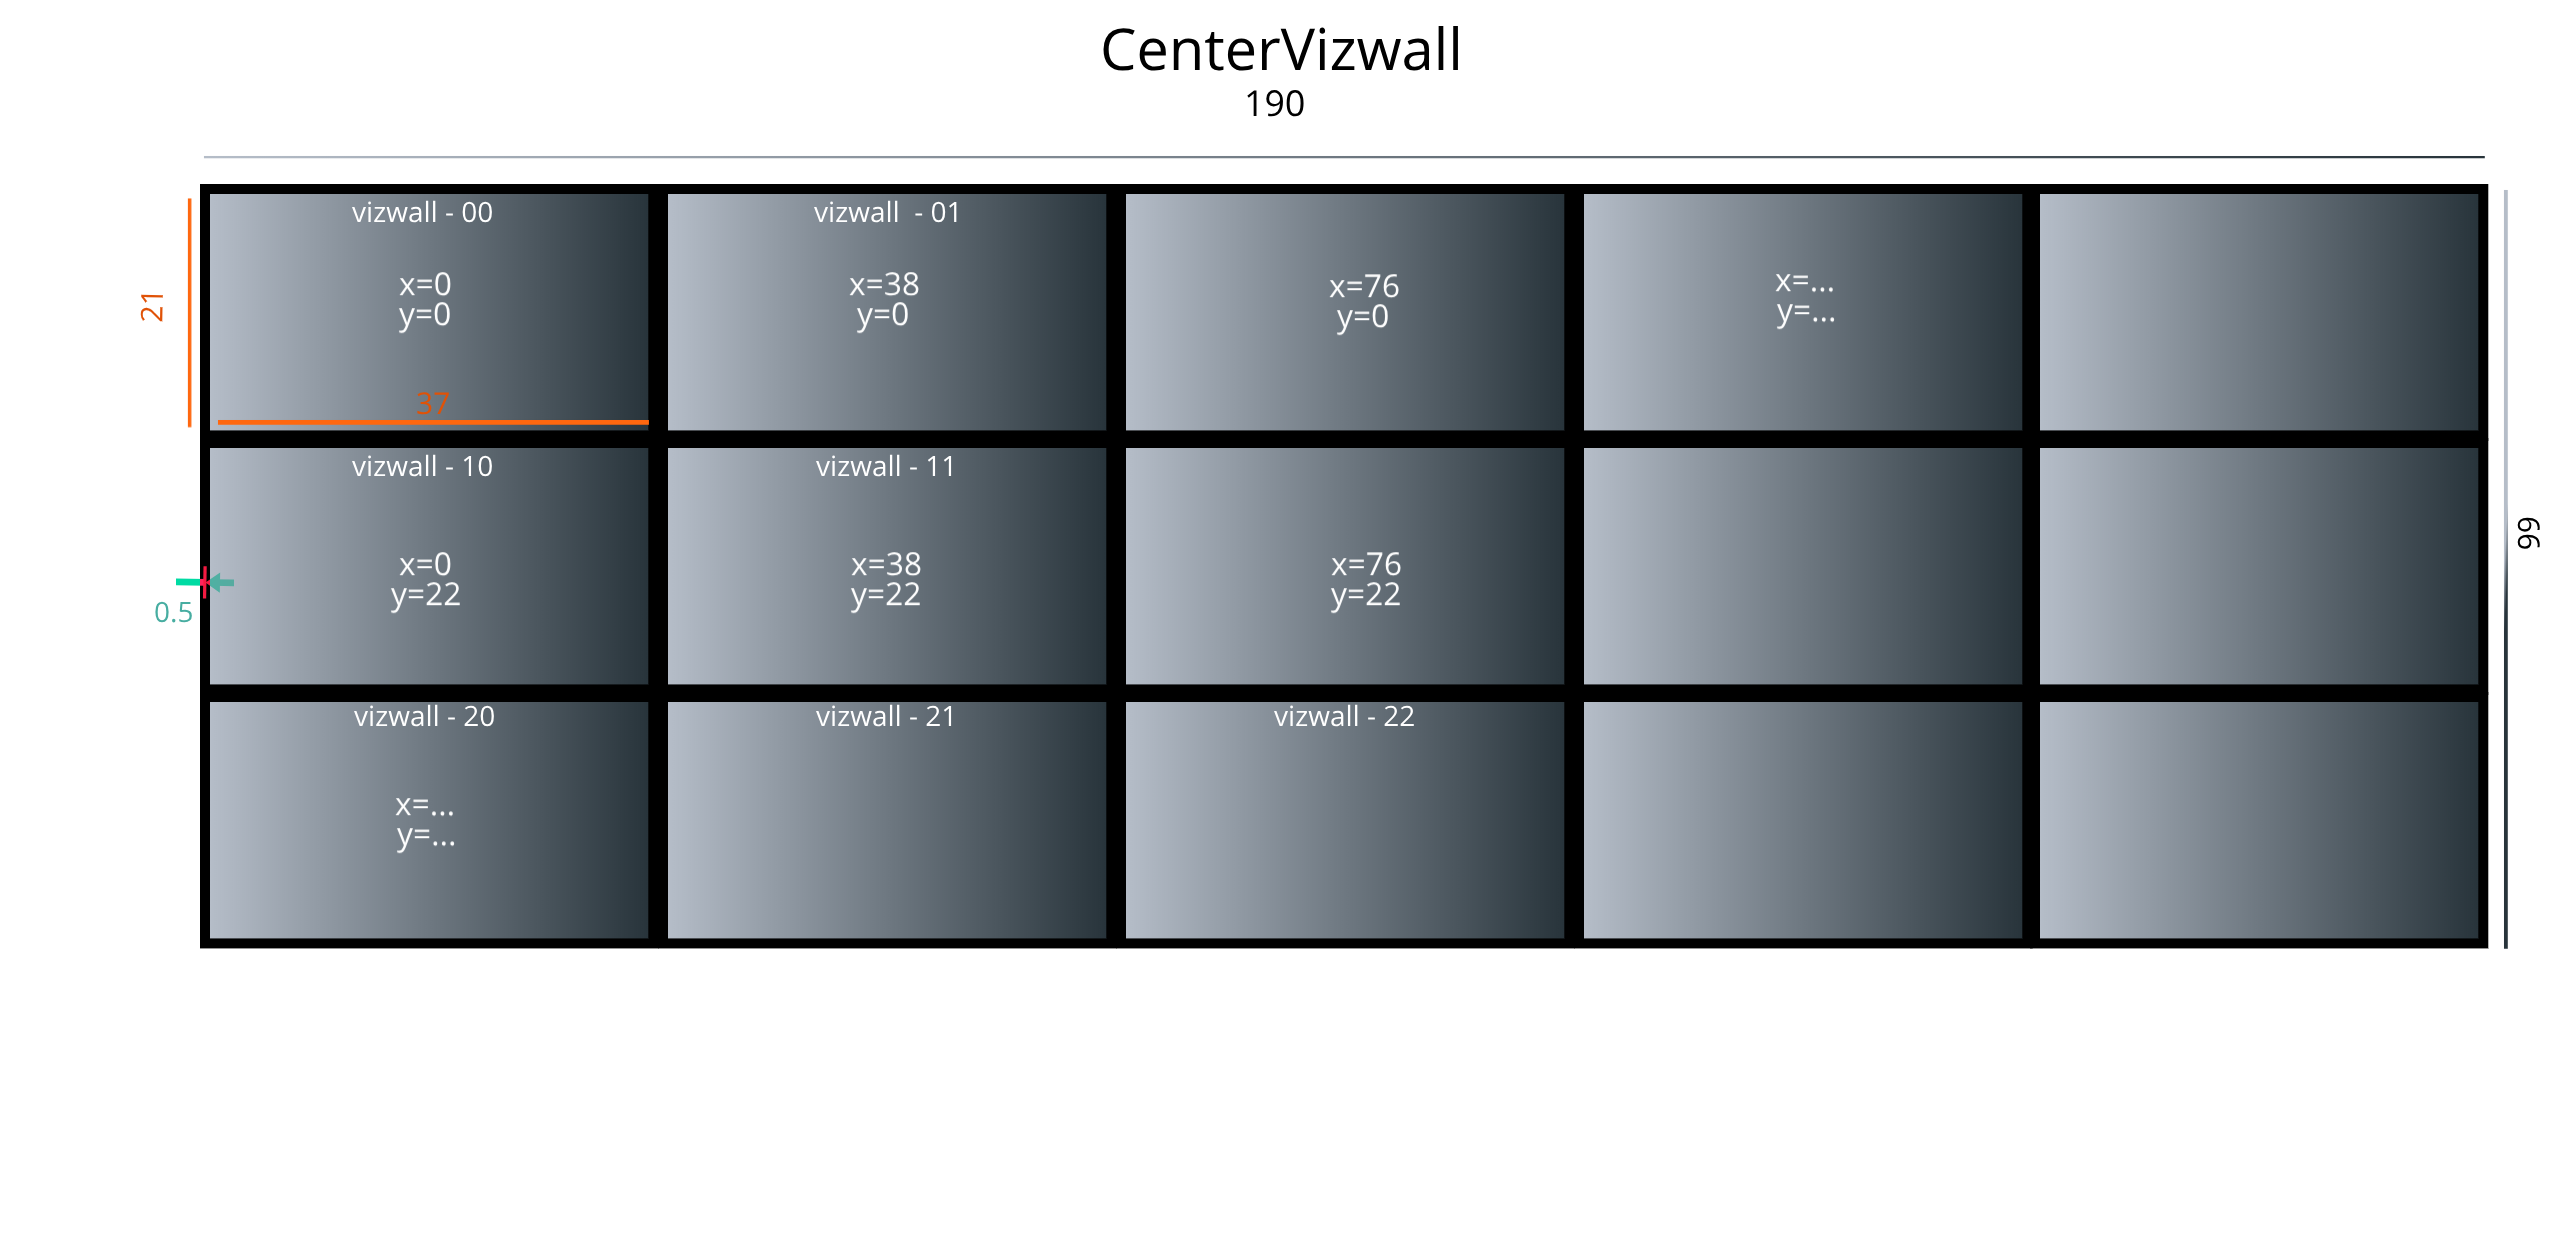 CenterVizwall
190
vizwall - 00
vizwall  - 01
x=0
y=0
x=38
y=0
x=76
y=0
x=...
y=...
21
37
vizwall - 10
vizwall - 11
x=0
y=22
x=38
y=22
x=76
y=22
66
0.5
vizwall - 20
vizwall - 21
vizwall - 22
x=...
y=...